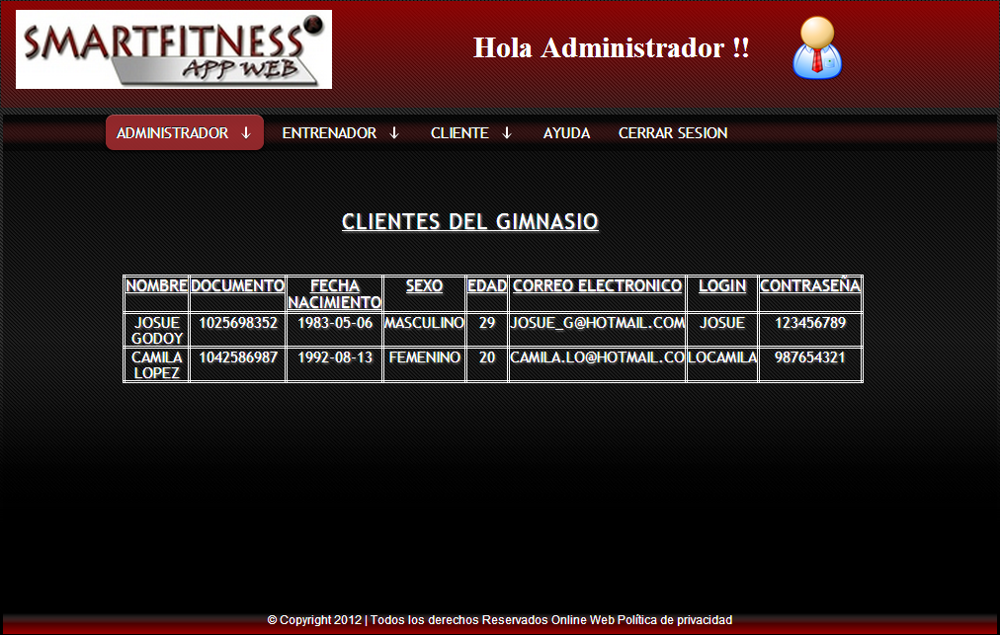 SMARTFITNESS
APP WEB
Hola Administrador !!
ADMINISTRADOR ↓ ENTRENADOR ↓ CLIENTE ↓ AYUDA CERRAR SESION
CLIENTES DEL GIMNASIO
NOMBRE DOCUMENTO FECHA NACIMIENTO SEXO EDAD CORREO ELECTRONICO LOGIN CONTRASEÑA
JOSUE GODOY 1025698352 1983-05-06 MASCULINO 29 JOSUE_G@HOTMAIL.COM JOSUE 123456789
CAMILA LOPEZ 1042586987 1992-08-13 FEMENINO 20 CAMILA.LO@HOTMAIL.CO LOCAMILA 987654321
© Copyright 2012 | Todos los derechos Reservados Online Web Política de privacidad